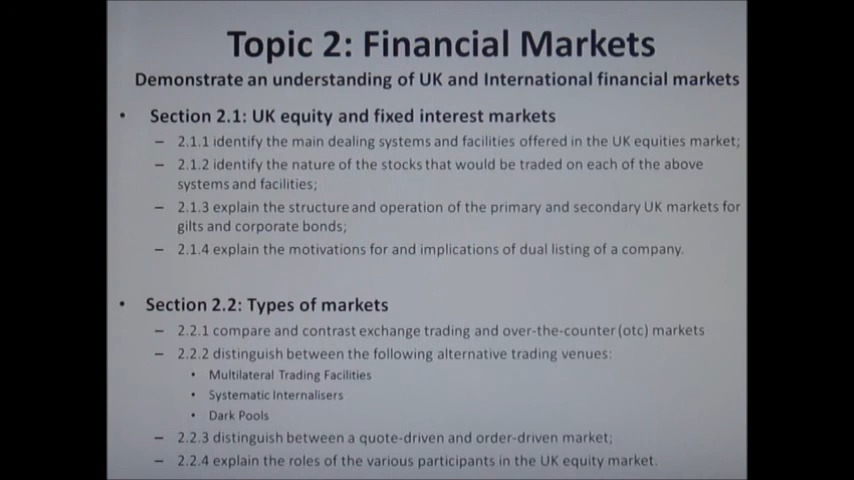 Topic 2: Financial Markets
Demonstrate an understanding of UK and International financial markets
• Section 2.1: UK equity and fixed interest markets
– 2.1.1 identify the main dealing systems and facilities offered in the UK equities market;
– 2.1.2 identify the nature of the stocks that would be traded on each of the above
systems and facilities;
– 2.1.3 explain the structure and operation of the primary and secondary UK markets for
gilts and corporate bonds;
– 2.1.4 explain the motivations for and implications of dual listing of a company.
• Section 2.2: Types of markets
– 2.2.1 compare and contrast exchange trading and over-the-counter (otc) markets
– 2.2.2 distinguish between the following alternative trading venues:
• Multilateral Trading Facilities
• Systematic Internalisers
• Dark Pools
– 2.2.3 distinguish between a quote-driven and order-driven market;
– 2.2.4 explain the roles of the various participants in the UK equity market.